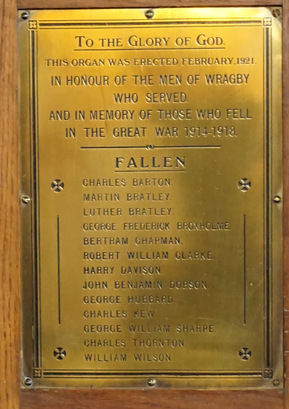 TO THE GLORY OF GOD.
THIS ORGAN WAS ERECTED FEBRUARY, 1921.
IN HONOUR OF THE MEN OF WRAGBY
WHO SERVED.
AND IN MEMORY OF THOSE WHO FELL
IN THE GREAT WAR 1914-1918.
FALLEN
CHARLES BARTON.
MARTIN BRATLEY.
LUTHER BRATLEY.
GEORGE FREDERICK BROXHOLME.
BERTRAM CHAPMAN.
ROBERT WILLIAM CLARKE.
HARRY DAVISON.
JOHN BENJAMIN DOBSON.
GEORGE HUBBARD.
CHARLES KEW.
GEORGE WILLIAM SHARPE.
CHARLES THORNTON.
WILLIAM WILSON.